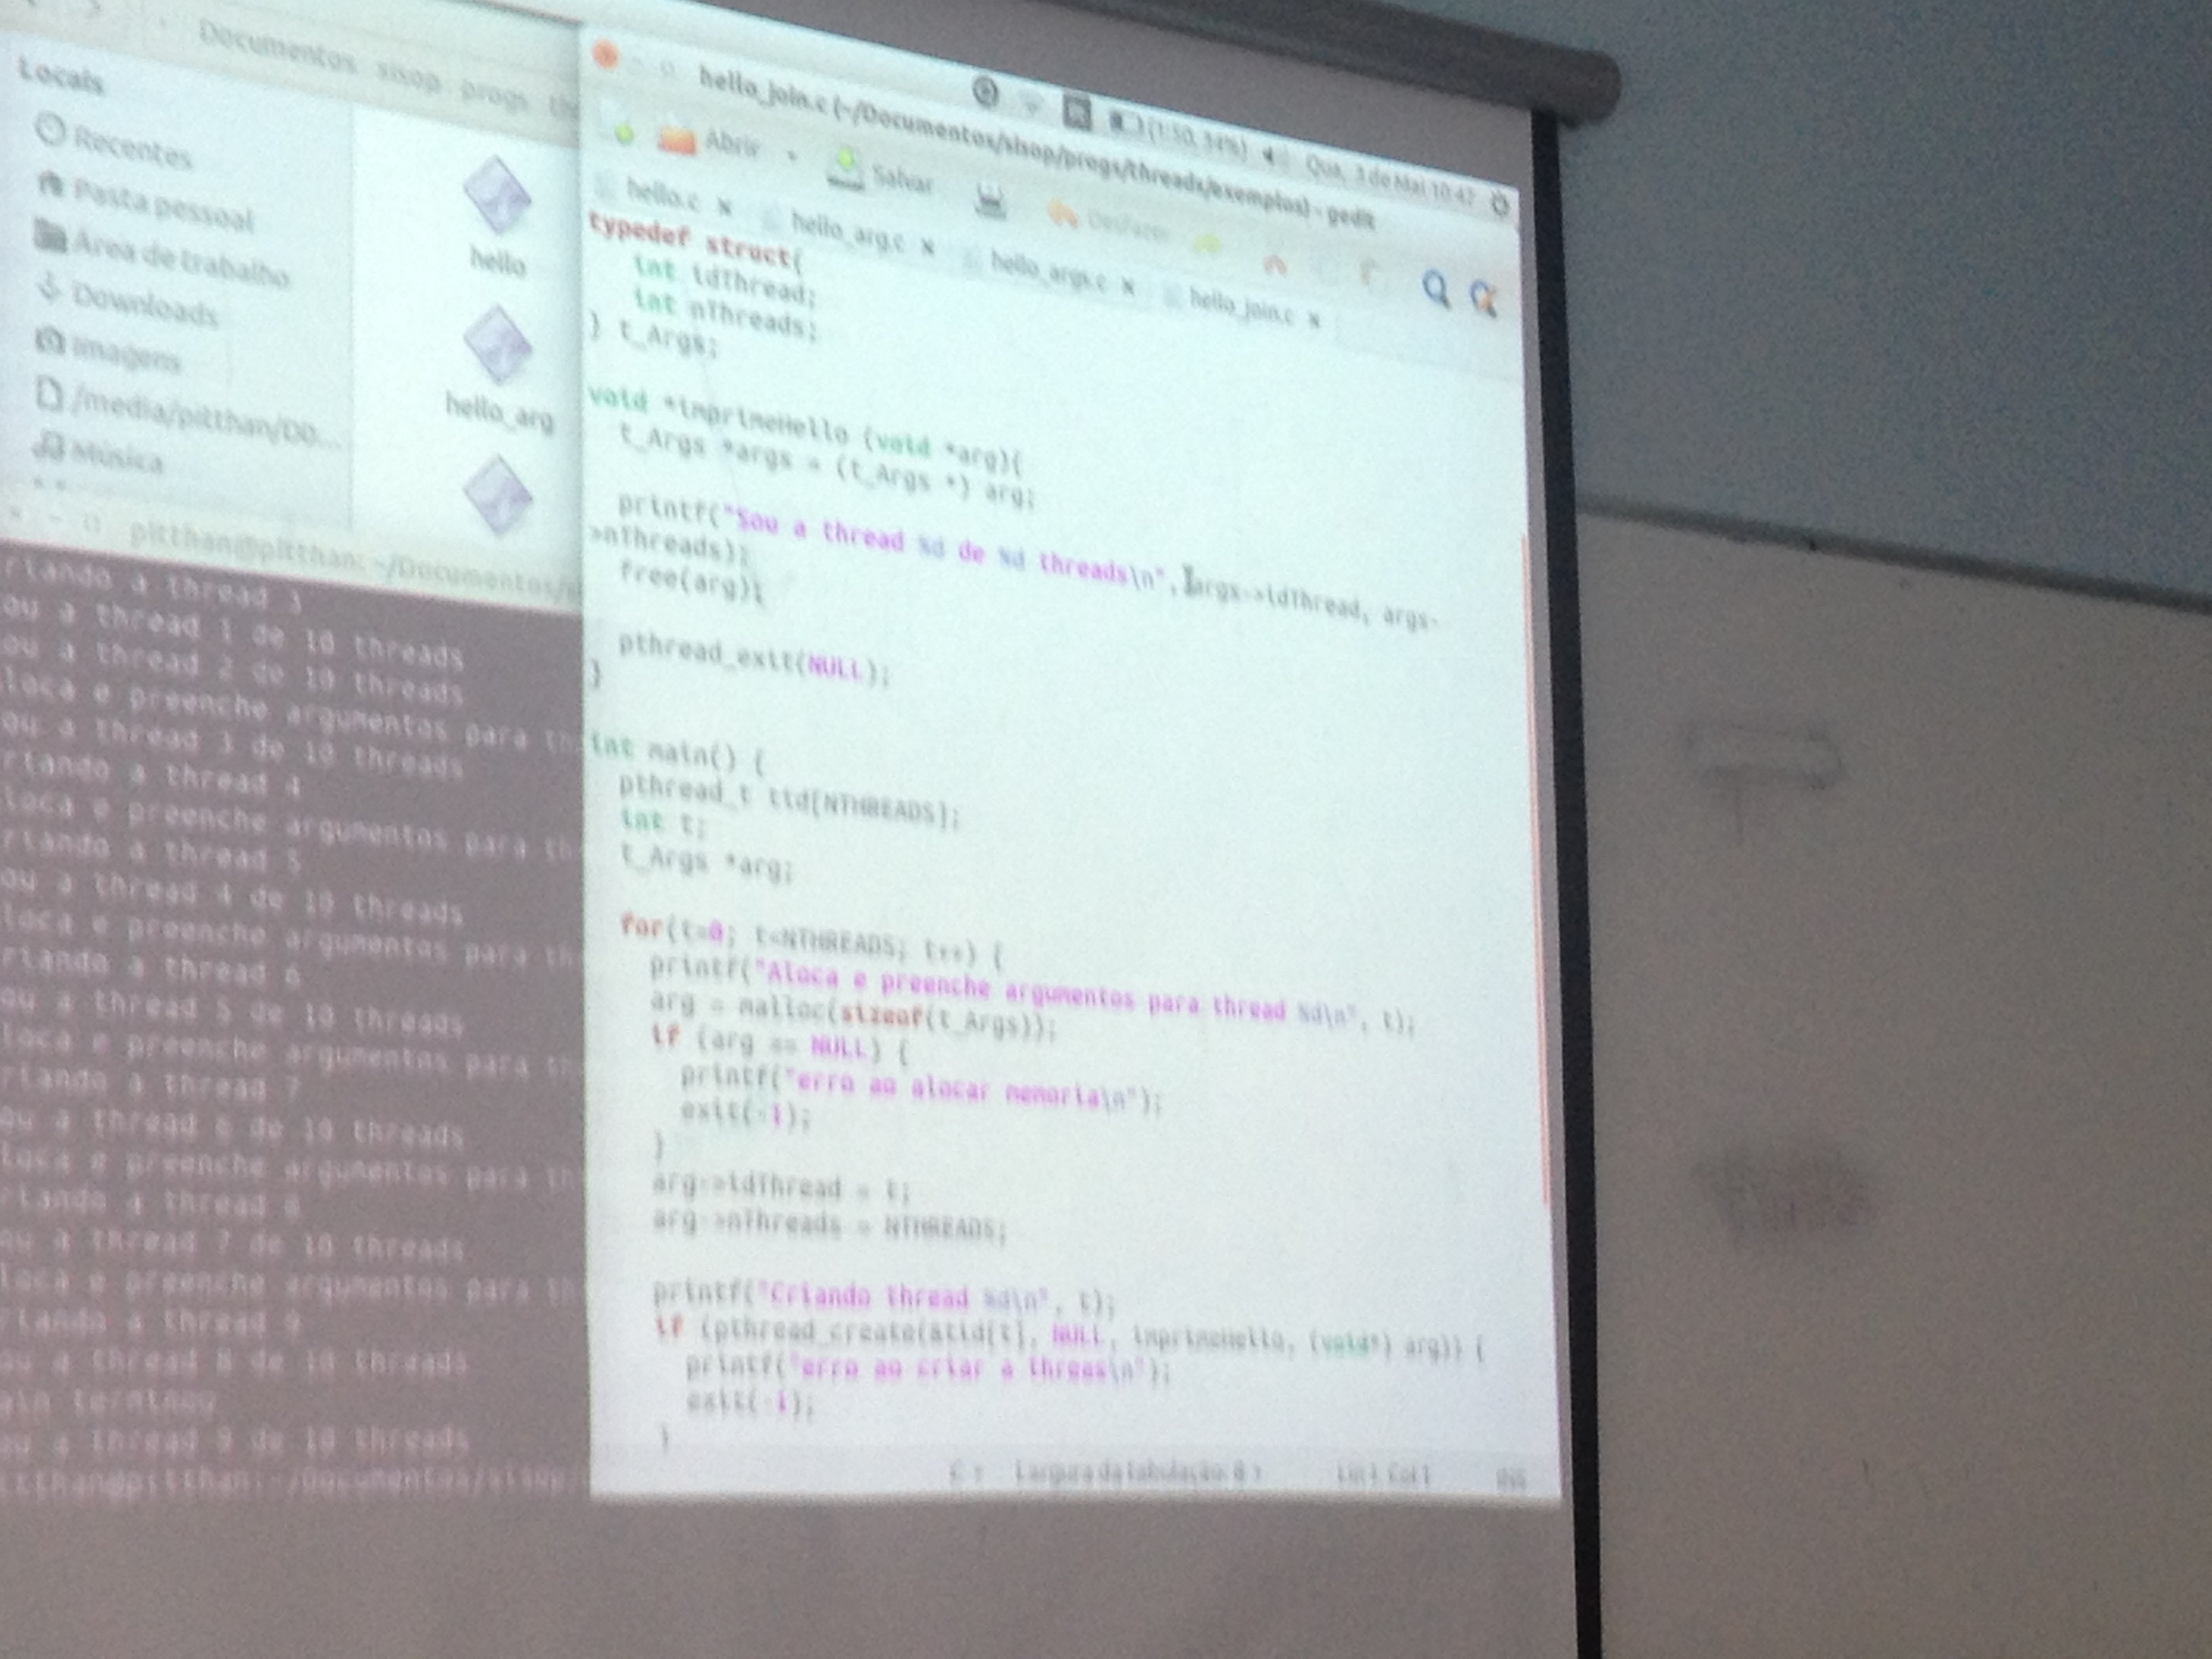 Documentos sisop progs
Locais
Recentes
Pasta pessoal
Área de trabalho
Downloads
Imagens
/media/pitthan/D0...
Música
hello
hello_arg
pitthan@pitthan: ~/Documentos/
riando a thread 3
ou a thread 1 de 10 threads
ou a thread 2 de 10 threads
loca e preenche argumentos para th
ou a thread 3 de 10 threads
riando a thread 4
loca e preenche argumentos para th
riando a thread 5
ou a thread 4 de 10 threads
loca e preenche argumentos para th
riando a thread 6
ou a thread 5 de 10 threads
loca e preenche argumentos para th
riando a thread 7
ou a thread 6 de 10 threads
loca e preenche argumentos para th
riando a thread 8
ou a thread 7 de 10 threads
loca e preenche argumentos para th
riando a thread 9
ou a thread 8 de 10 threads
ain terminou
ou a thread 9 de 10 threads
itthan@pitthan:~/Documentos/sisop/
(1:50, 34%) Qua, 3 de Mai 10:47
hello_join.c (~/Documentos/sisop/progs/threads/exemplos) - gedit
Abrir Salvar Desfazer
hello.c x hello_arg.c x hello_args.c x hello_join.c x
typedef struct{
int idThread;
int nThreads;
} t_Args;
void *imprimeHello (void *arg){
t_Args *args = (t_Args *) arg;
printf("Sou a thread %d de %d threads\n", args->idThread, args-
>nThreads);
free(arg);
pthread_exit(NULL);
}
int main() {
pthread_t tid[NTHREADS];
int t;
t_Args *arg;
for(t=0; t<NTHREADS; t++) {
printf("Aloca e preenche argumentos para thread %d\n", t);
arg = malloc(sizeof(t_Args));
if (arg == NULL) {
printf("erro ao alocar memoria\n");
exit(-1);
}
arg->idThread = t;
arg->nThreads = NTHREADS;
printf("Criando thread %d\n", t);
if (pthread_create(&tid[t], NULL, imprimeHello, (void*) arg)) {
printf("erro ao criar a threas\n");
exit(-1);
}
C Largura da tabulação: 8 Lin 1, Col 1 INS